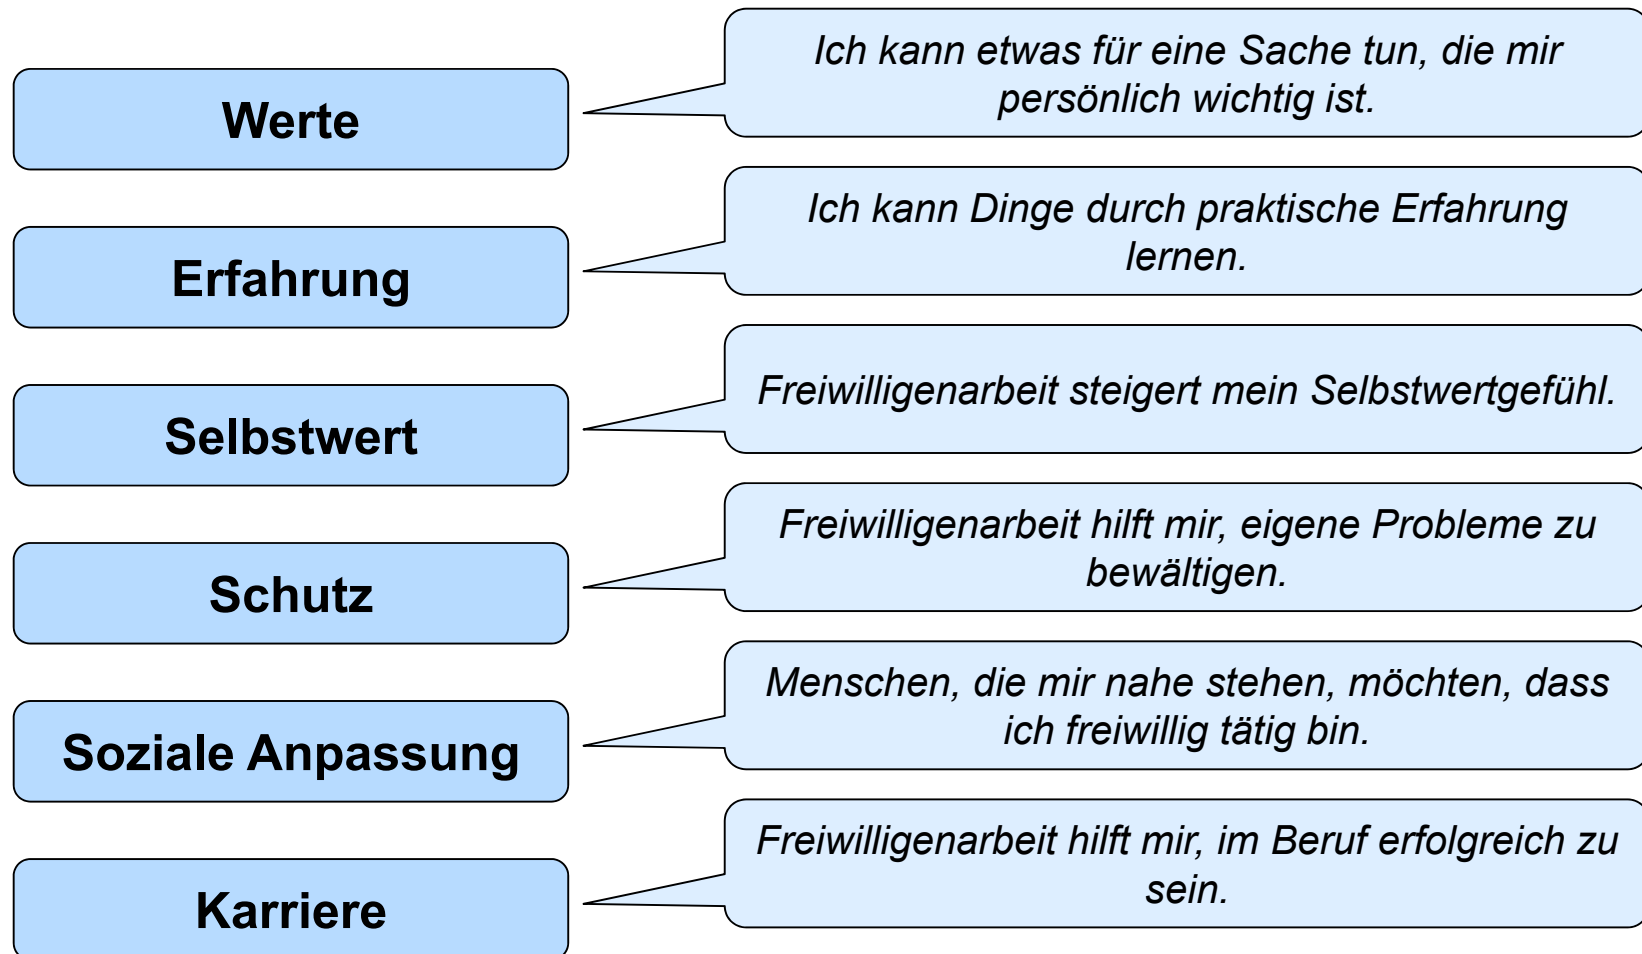 Werte
Ich kann etwas für eine Sache tun, die mir
persönlich wichtig ist.
Erfahrung
Ich kann Dinge durch praktische Erfahrung
lernen.
Selbstwert
Freiwilligenarbeit steigert mein Selbstwertgefühl.
Schutz
Freiwilligenarbeit hilft mir, eigene Probleme zu
bewältigen.
Soziale Anpassung
Menschen, die mir nahe stehen, möchten, dass
ich freiwillig tätig bin.
Karriere
Freiwilligenarbeit hilft mir, im Beruf erfolgreich zu
sein.